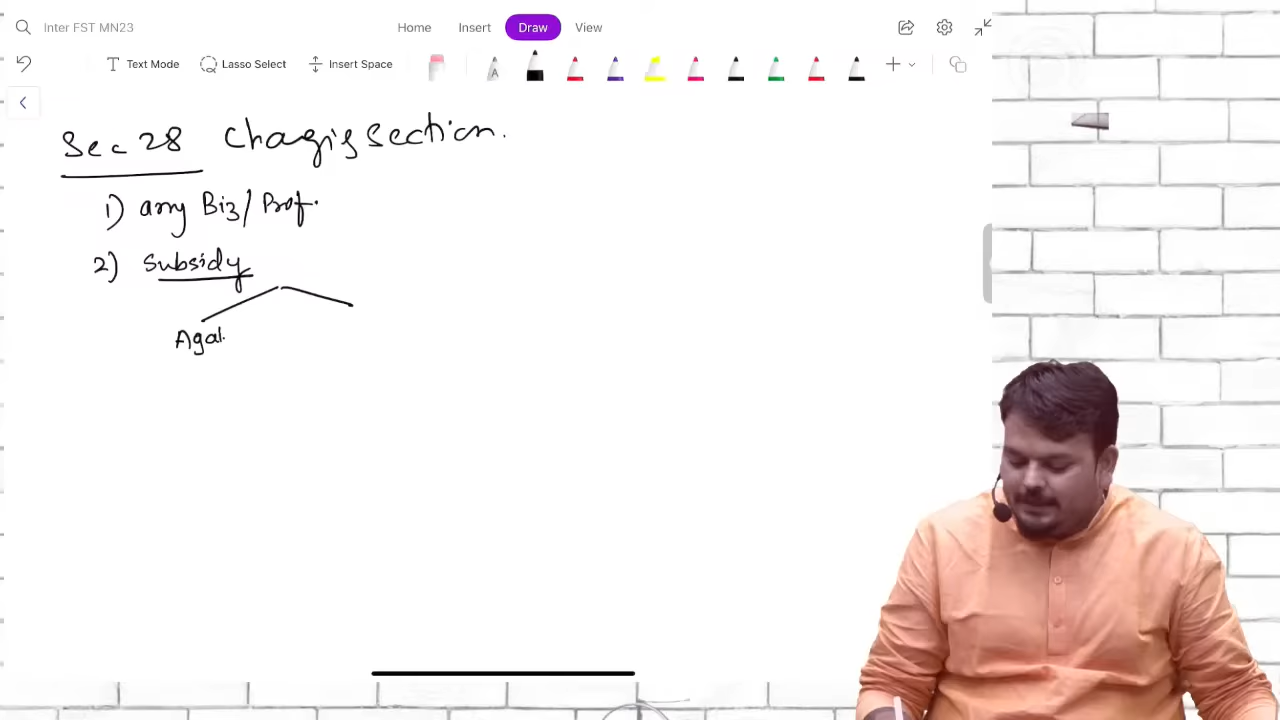 Inter FST MN23
Home Insert Draw View
Text Mode Lasso Select Insert Space
Sec 28 Charging section.
1) any Biz/Prof.
2) Subsidy
Agai